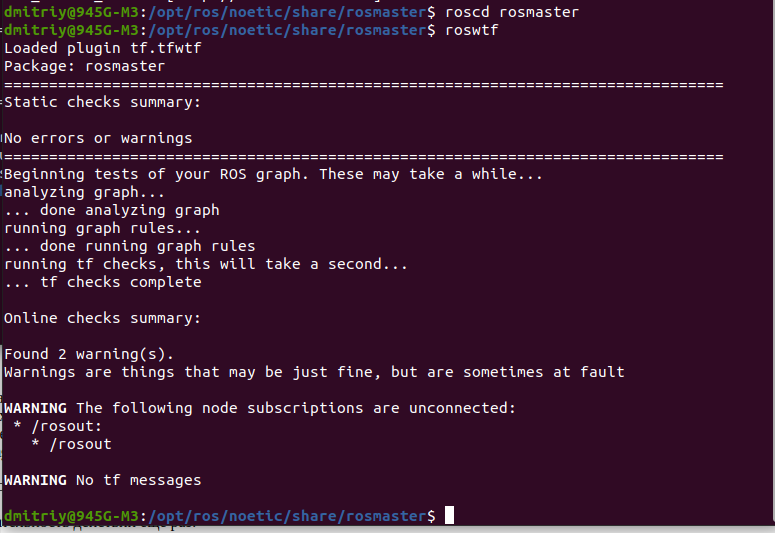 dmitriy@945G-M3:/opt/ros/noetic/share/rosmaster$ roscd rosmaster
dmitriy@945G-M3:/opt/ros/noetic/share/rosmaster$ roswtf
Loaded plugin tf.tfwtf
Package: rosmaster
================================================================================
Static checks summary:
No errors or warnings
================================================================================
Beginning tests of your ROS graph. These may take a while...
analyzing graph...
... done analyzing graph
running graph rules...
... done running graph rules
running tf checks, this will take a second...
... tf checks complete
Online checks summary:
Found 2 warning(s).
Warnings are things that may be just fine, but are sometimes at fault
WARNING The following node subscriptions are unconnected:
* /rosout:
* /rosout
WARNING No tf messages
dmitriy@945G-M3:/opt/ros/noetic/share/rosmaster$